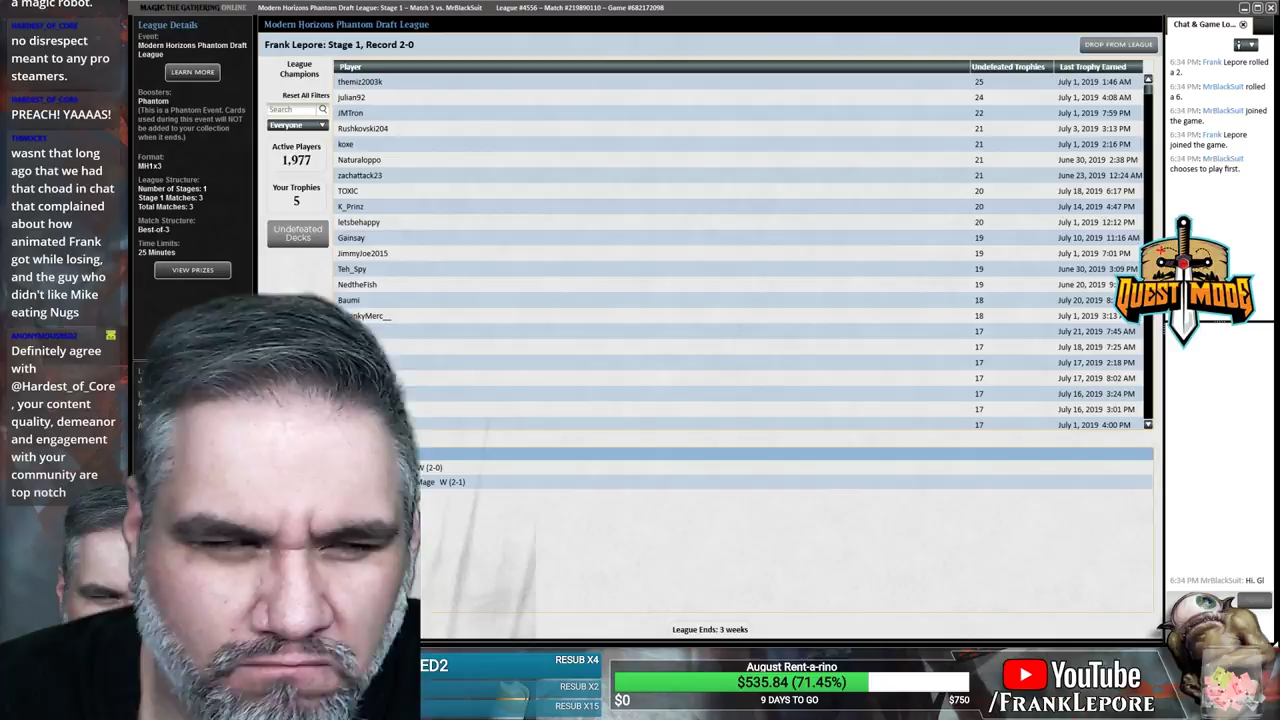 MAGIC THE GATHERING ONLINE
Modern Horizons Phantom Draft League: Stage 1 – Match 3 vs. MrBlackSuit
League #4556 – Match #219890110 – Game #682172098
a magic robot.
HARDEST_OF_CORE
no disrespect
meant to any pro
steamers.
HARDEST_OF_CORE
FREACH! YAAAS!
wasnt that long
ago that we had
that choad in chat
that complained
about how
animated Frank
got while losing,
and the guy who
didn't like Mike
eating Nugs
ANONYMOUSED2
Definitely agree
with
@Hardest_of_Core
, your content
quality, demeanor
and engagement
with your
community are
top notch
League Details
Event:
Modern Horizons Phantom Draft
League
LEARN MORE
Boosters:
Phantom
(This is a Phantom Event. Cards
used during this event will NOT
be added to your collection
when it ends.)
Format:
MH1x3
League Structure:
Number of Stages: 1
Stage 1 Matches: 3
Total Matches: 3
Match Structure:
Best-of-3
Time Limits:
25 Minutes
VIEW PRIZES
Modern Horizons Phantom Draft League
Frank Lepore: Stage 1, Record 2-0
DROP FROM LEAGUE
League
Champions
Reset All Filters
Search
Everyone
Active Players
1,977
Your Trophies
5
Undefeated
Decks
Player Undefeated Trophies Last Trophy Earned
themiz2003k 25 July 1, 2019 1:46 AM
julian92 24 July 1, 2019 4:08 AM
JMTron 22 July 1, 2019 7:59 AM
Rushkovski204 21 July 3, 2019 3:13 PM
koxe 21 July 1, 2019 2:16 PM
Naturaloppo 21 June 30, 2019 2:38 PM
zachattack23 21 June 23, 2019 12:24 AM
TOXIC 20 July 18, 2019 6:17 PM
K_Prinz 20 July 14, 2019 4:47 PM
letsbehappy 20 July 1, 2019 12:12 PM
Gainsay 19 July 10, 2019 11:16 AM
JimmyJoe2015 19 July 1, 2019 7:01 PM
Teh_Spy 19 June 30, 2019 3:09 PM
NedtheFish 19 June 20, 2019
Baumi 18 July 20, 2019
nkyMerc__ 18 July 1, 2019 3:13
17 July 21, 2019 7:45 AM
17 July 18, 2019 7:25 AM
17 July 17, 2019 2:18 PM
17 July 17, 2019 8:02 AM
17 July 16, 2019 3:24 PM
17 July 16, 2019 3:01 PM
17 July 1, 2019 4:00 PM
W (2-0)
Mage W (2-1)
League Ends: 3 weeks
Chat & Game Lo...
6:34 PM: Frank Lepore rolled
a 2.
6:34 PM: MrBlackSuit rolled
a 6.
6:34 PM: MrBlackSuit joined
the game.
6:34 PM: Frank Lepore
joined the game.
6:34 PM: MrBlackSuit
chooses to play first.
QUEST MODE
6:34 PM MrBlackSuit: Hi. Gl
ED2
RESUB X4
RESUB X2
RESUB X15
August Rent-a-rino
$535.84 (71.45%)
$0
9 DAYS TO GO
$750
YouTube
/FRANKLEPORE